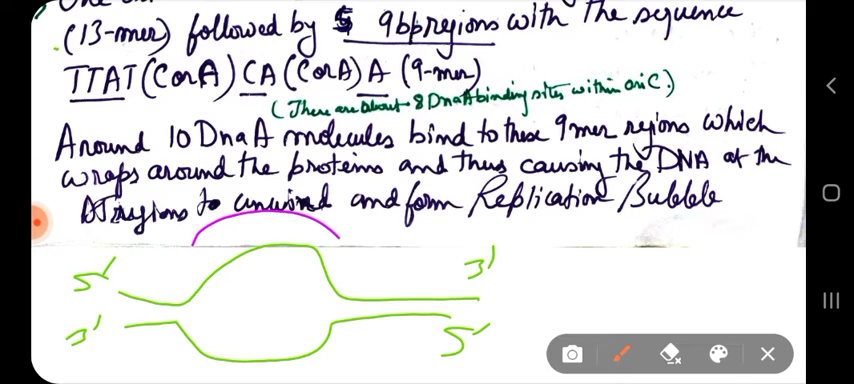 (13-mer) followed by 9bp regions with the sequence
TTAT(CorA)CA(CorA)A (9-mer)
(There are about 8 DnaA binding sites within oriC.)
Around 10 DnaA molecules bind to these 9mer regions which
wraps around the proteins and thus causing the DNA at the
AT regions to unwind and form Replication Bubble
5' 3'
3' 5'